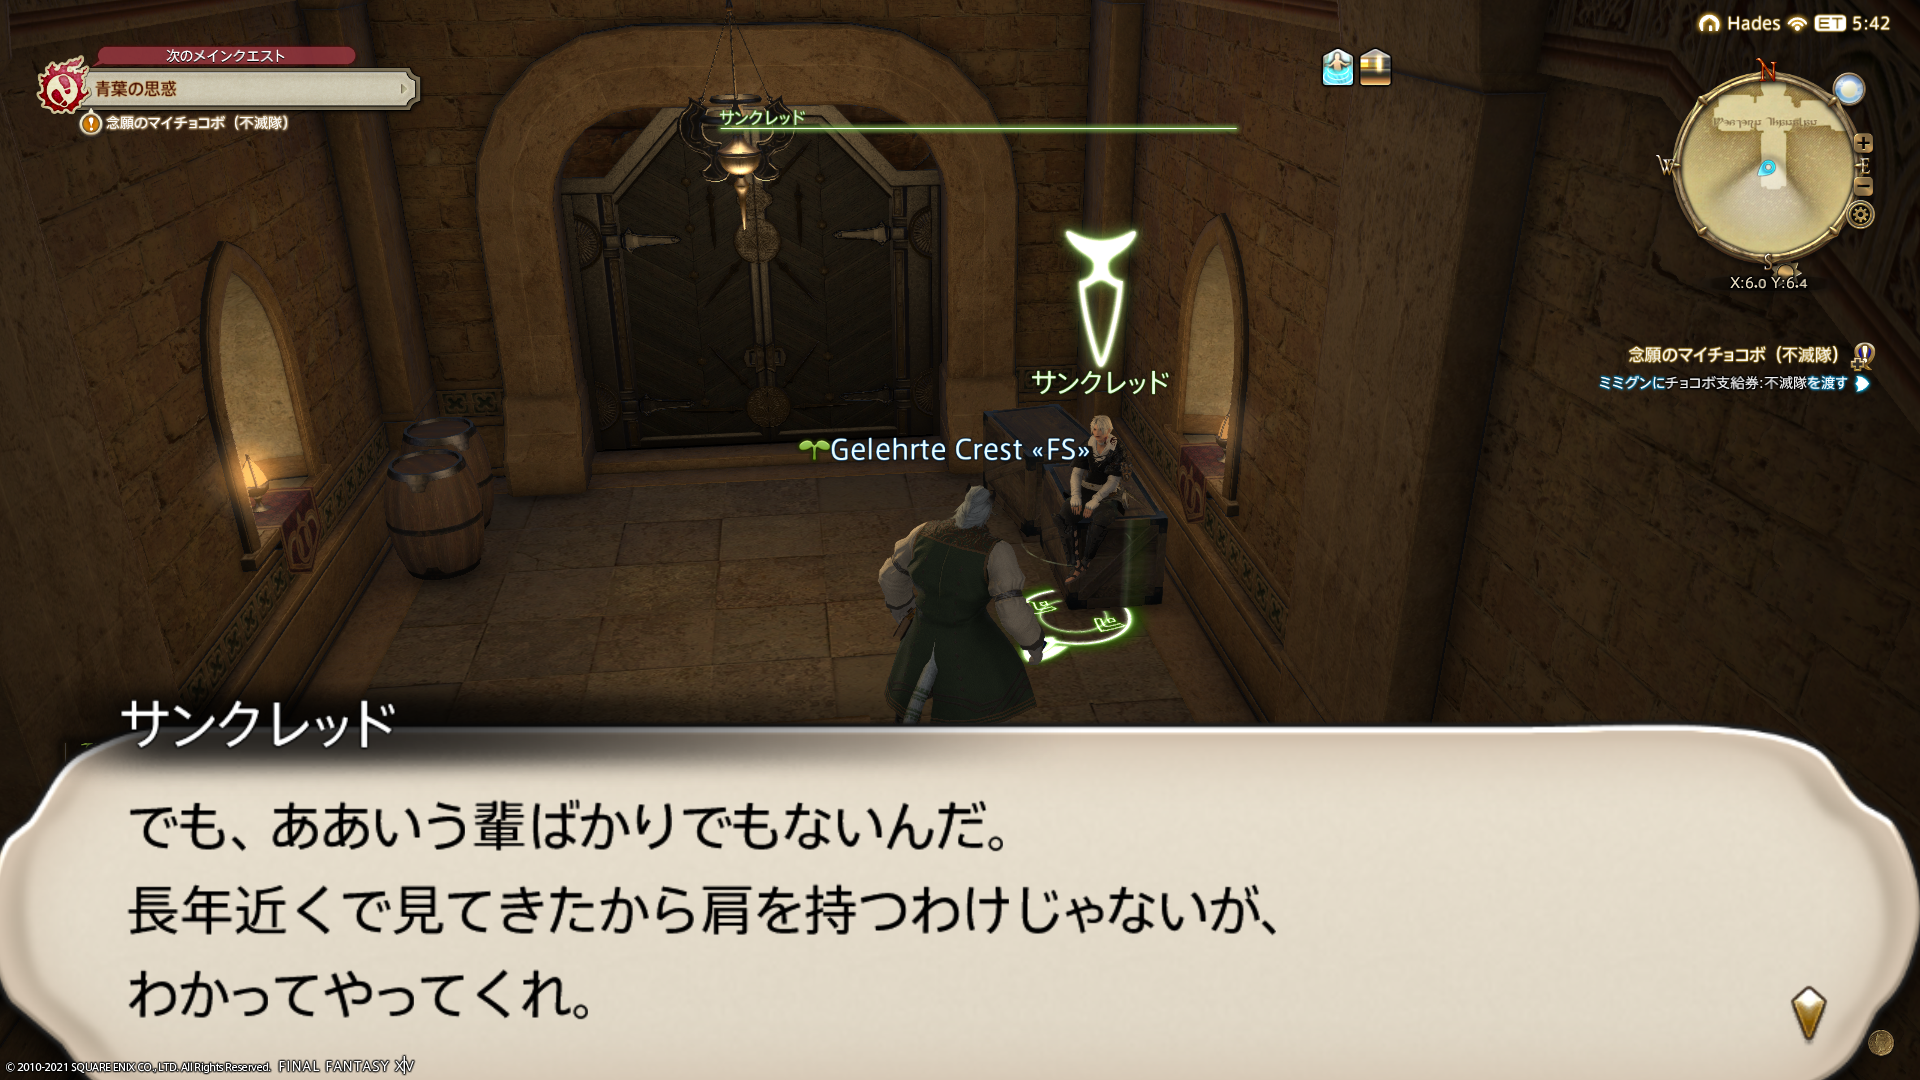 次のメインクエスト
青葉の思惑
念願のマイチョコボ（不滅隊）
サンクレッド
Hades ET 5:42
N
W
E
S
X:6.0 Y:6.4
念願のマイチョコボ（不滅隊）
ミミグンにチョコボ支給券:不滅隊を渡す
サンクレッド
Gelehrte Crest «FS»
サンクレッド
でも、ああいう輩ばかりでもないんだ。
長年近くで見てきたから肩を持つわけじゃないが、
わかってやってくれ。
© 2010-2021 SQUARE ENIX CO., LTD. All Rights Reserved. FINAL FANTASY XIV